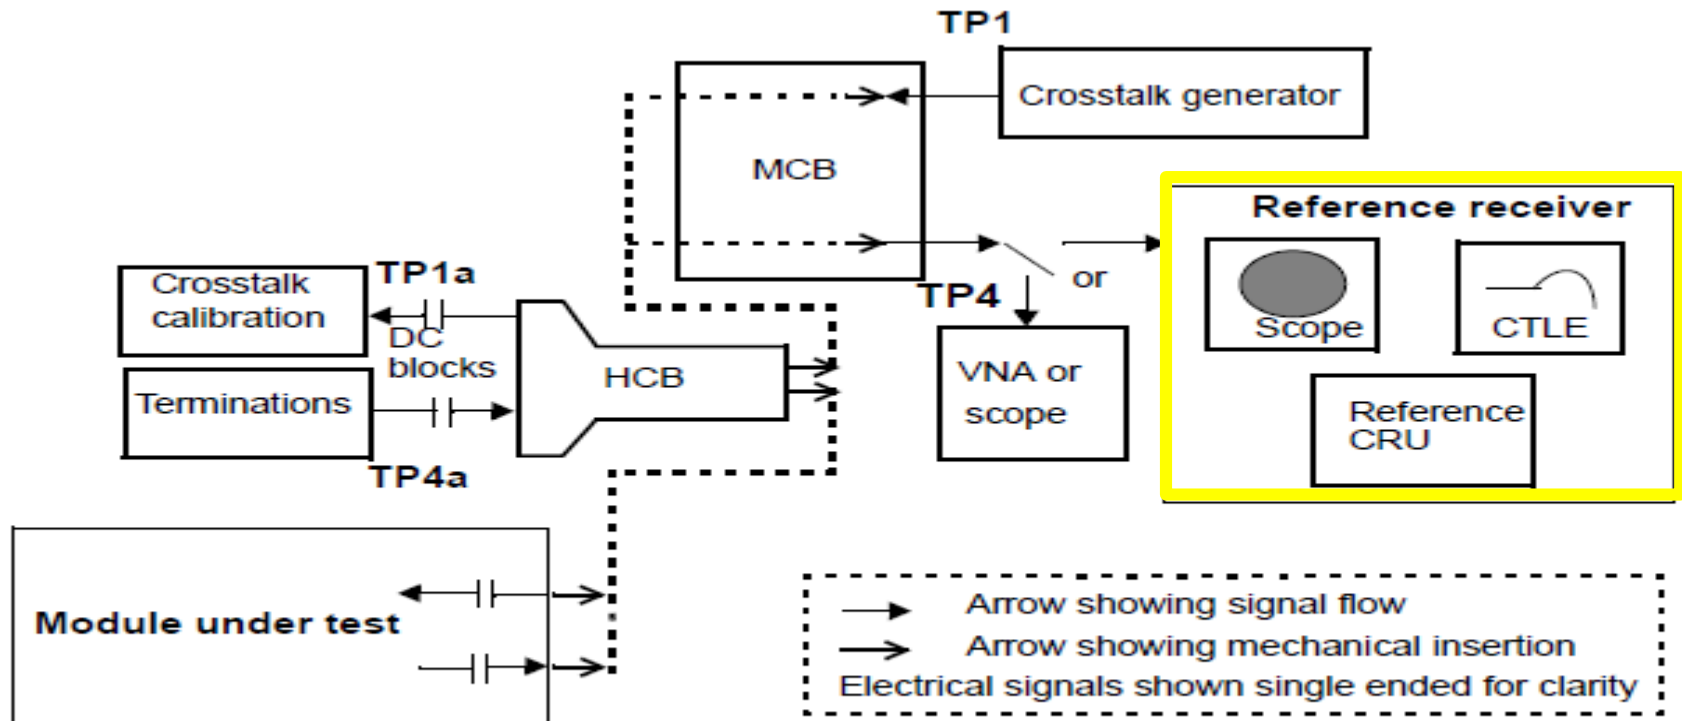 TP1
Crosstalk generator
MCB
Reference receiver
Scope
CTLE
Reference
CRU
or
TP4
VNA or
scope
TP1a
Crosstalk
calibration
DC
blocks
HCB
Terminations
TP4a
Module under test
Arrow showing signal flow
Arrow showing mechanical insertion
Electrical signals shown single ended for clarity